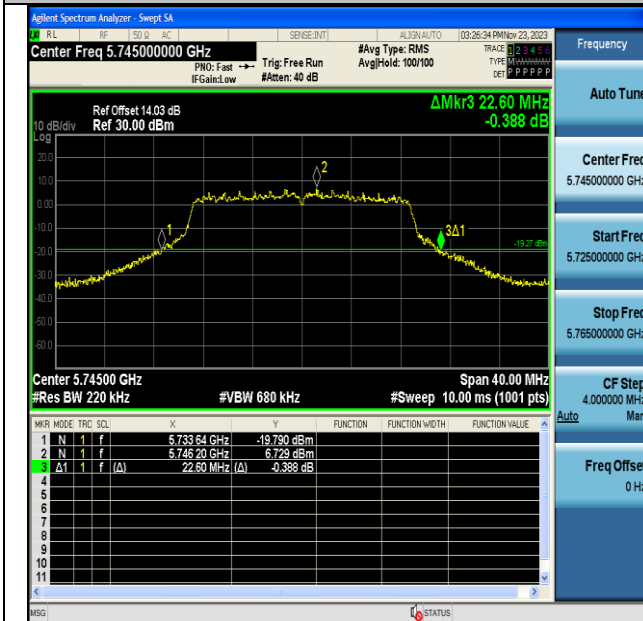 Agilent Spectrum Analyzer - Swept SA
LXI RL RF 50 Ω AC SENSE:INT ALIGN AUTO 03:26:34 PM Nov 23, 2023
Center Freq 5.745000000 GHz
PNO: Fast
IFGain:Low
Trig: Free Run
#Atten: 40 dB
#Avg Type: RMS
Avg|Hold: 100/100
TRACE 1 2 3 4 5 6
TYPE M
DET P P P P P
ΔMkr3 22.60 MHz
-0.388 dB
Ref Offset 14.03 dB
10 dB/div Ref 30.00 dBm
Log
20.0
10.0
0.00
-10.0
-20.0
-30.0
-40.0
-50.0
-60.0
2
1
3Δ1
-19.27 dBm
Center 5.74500 GHz
Span 40.00 MHz
#Res BW 220 kHz
#VBW 680 kHz
#Sweep 10.00 ms (1001 pts)
MKR MODE TRC SCL X Y FUNCTION FUNCTION WIDTH FUNCTION VALUE
1 N 1 f 5.733 64 GHz -19.790 dBm
2 N 1 f 5.746 20 GHz 6.729 dBm
3 Δ1 1 f (Δ) 22.60 MHz (Δ) -0.388 dB
4
5
6
7
8
9
10
11
MSG
STATUS
Frequency
Auto Tune
Center Freq
5.745000000 GHz
Start Freq
5.725000000 GHz
Stop Freq
5.765000000 GHz
CF Step
4.000000 MHz
Auto Man
Freq Offset
0 Hz